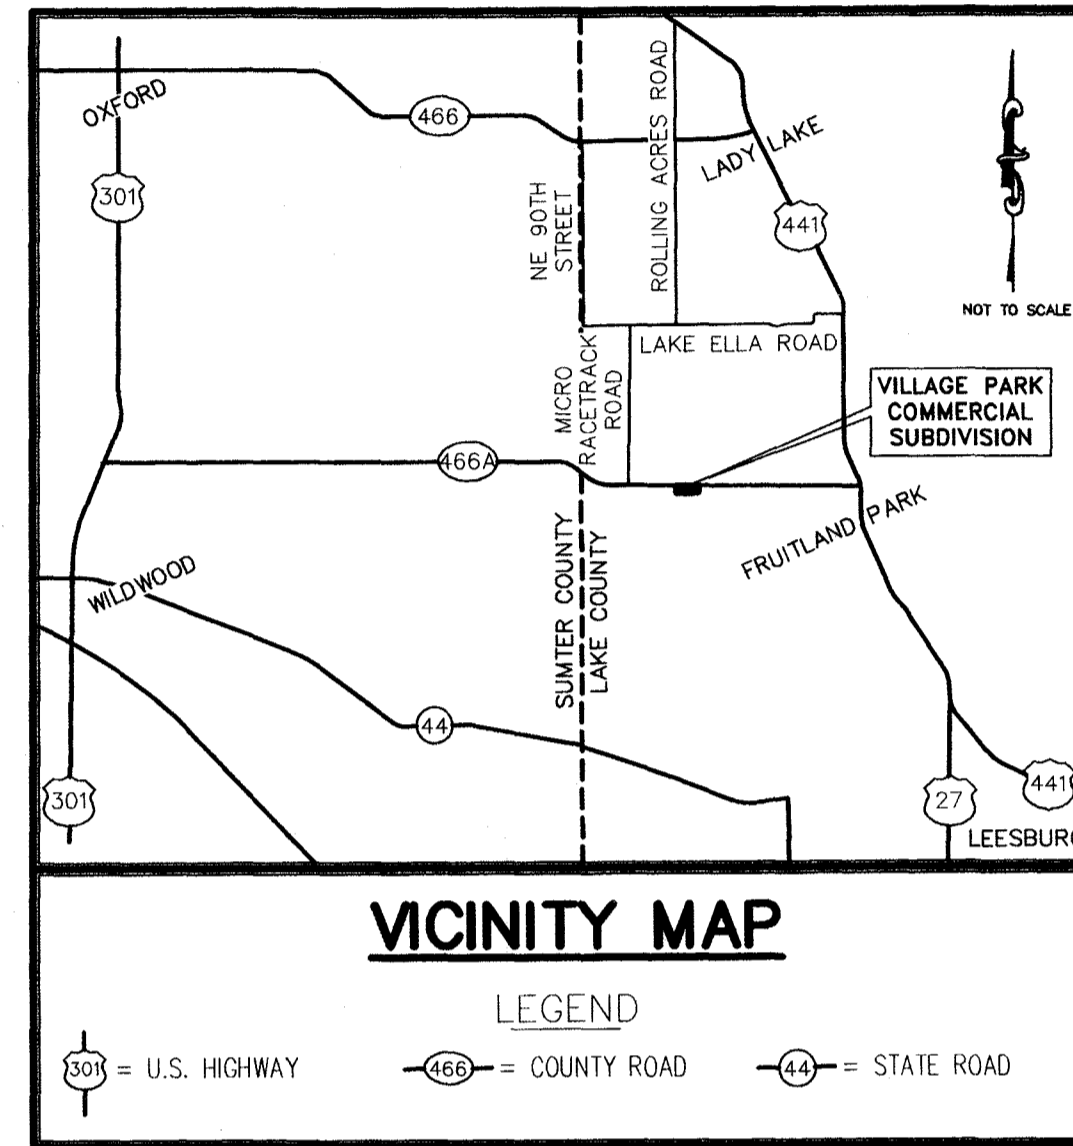 OXFORD
466
301
NE 90TH
STREET
ROLLING ACRES ROAD
LADY LAKE
441
NOT TO SCALE
LAKE ELLA ROAD
MICRO
RACETRACK
ROAD
VILLAGE PARK
COMMERCIAL
SUBDIVISION
466A
FRUITLAND PARK
WILDWOOD
SUMTER COUNTY
LAKE COUNTY
44
301
27
441
LEESBURG
VICINITY MAP
LEGEND
301 = U.S. HIGHWAY
466 = COUNTY ROAD
44 = STATE ROAD